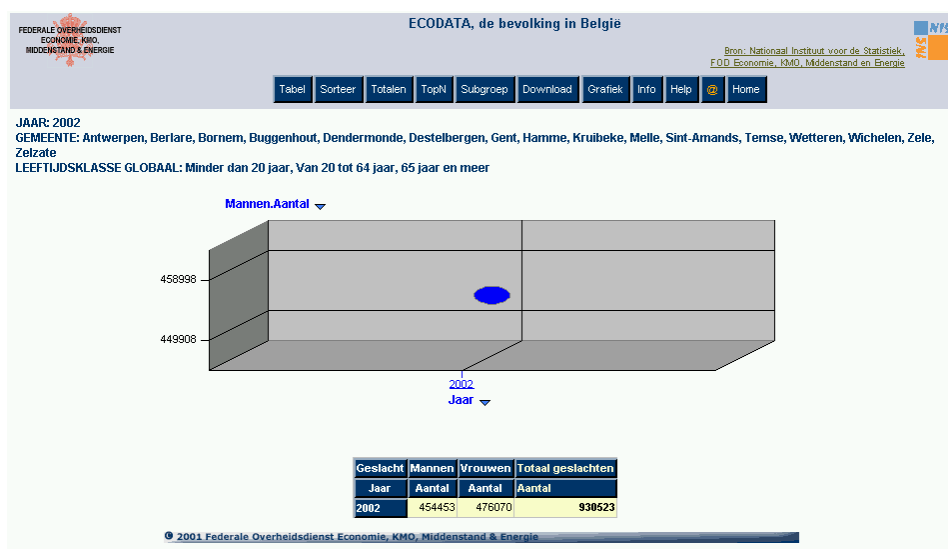 ECODATA, de bevolking in België
FEDERALE OVERHEIDSDIENST
ECONOMIE, KMO,
MIDDENSTAND & ENERGIE
NIS
SNI
Bron: Nationaal Instituut voor de Statistiek,
FOD Economie, KMO, Middenstand en Energie
Tabel Sorteer Totalen TopN Subgroep Download Grafiek Info Help @ Home
JAAR: 2002
GEMEENTE: Antwerpen, Berlare, Bornem, Buggenhout, Dendermonde, Destelbergen, Gent, Hamme, Kruibeke, Melle, Sint-Amands, Temse, Wetteren, Wichelen, Zele,
Zelzate
LEEFTIJDSKLASSE GLOBAAL: Minder dan 20 jaar, Van 20 tot 64 jaar, 65 jaar en meer
Mannen.Aantal
458998
449908
2002
Jaar
Geslacht Mannen Vrouwen Totaal geslachten
Jaar Aantal Aantal Aantal
2002 454453 476070 930523
© 2001 Federale Overheidsdienst Economie, KMO, Middenstand & Energie